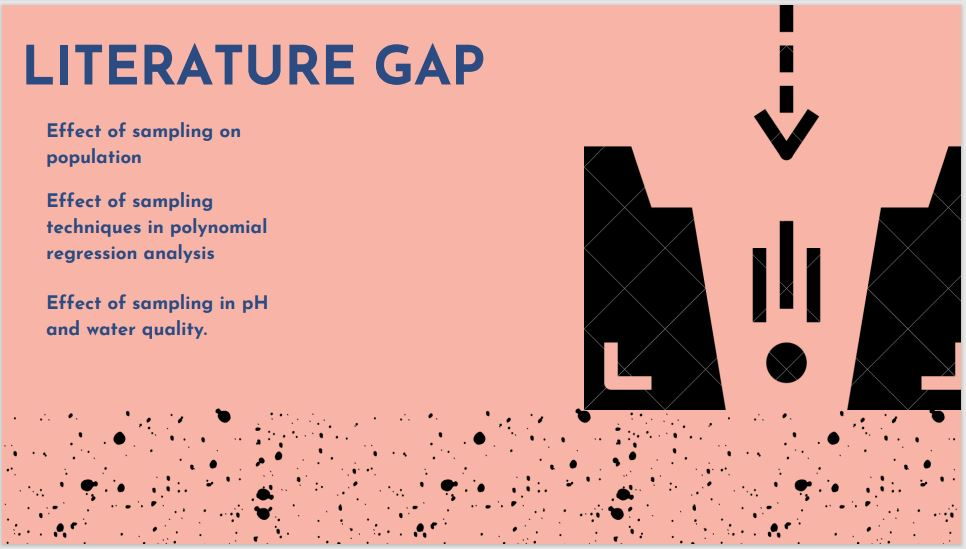 LITERATURE GAP
Effect of sampling on
population
Effect of sampling
techniques in polynomial
regression analysis
Effect of sampling in pH
and water quality.